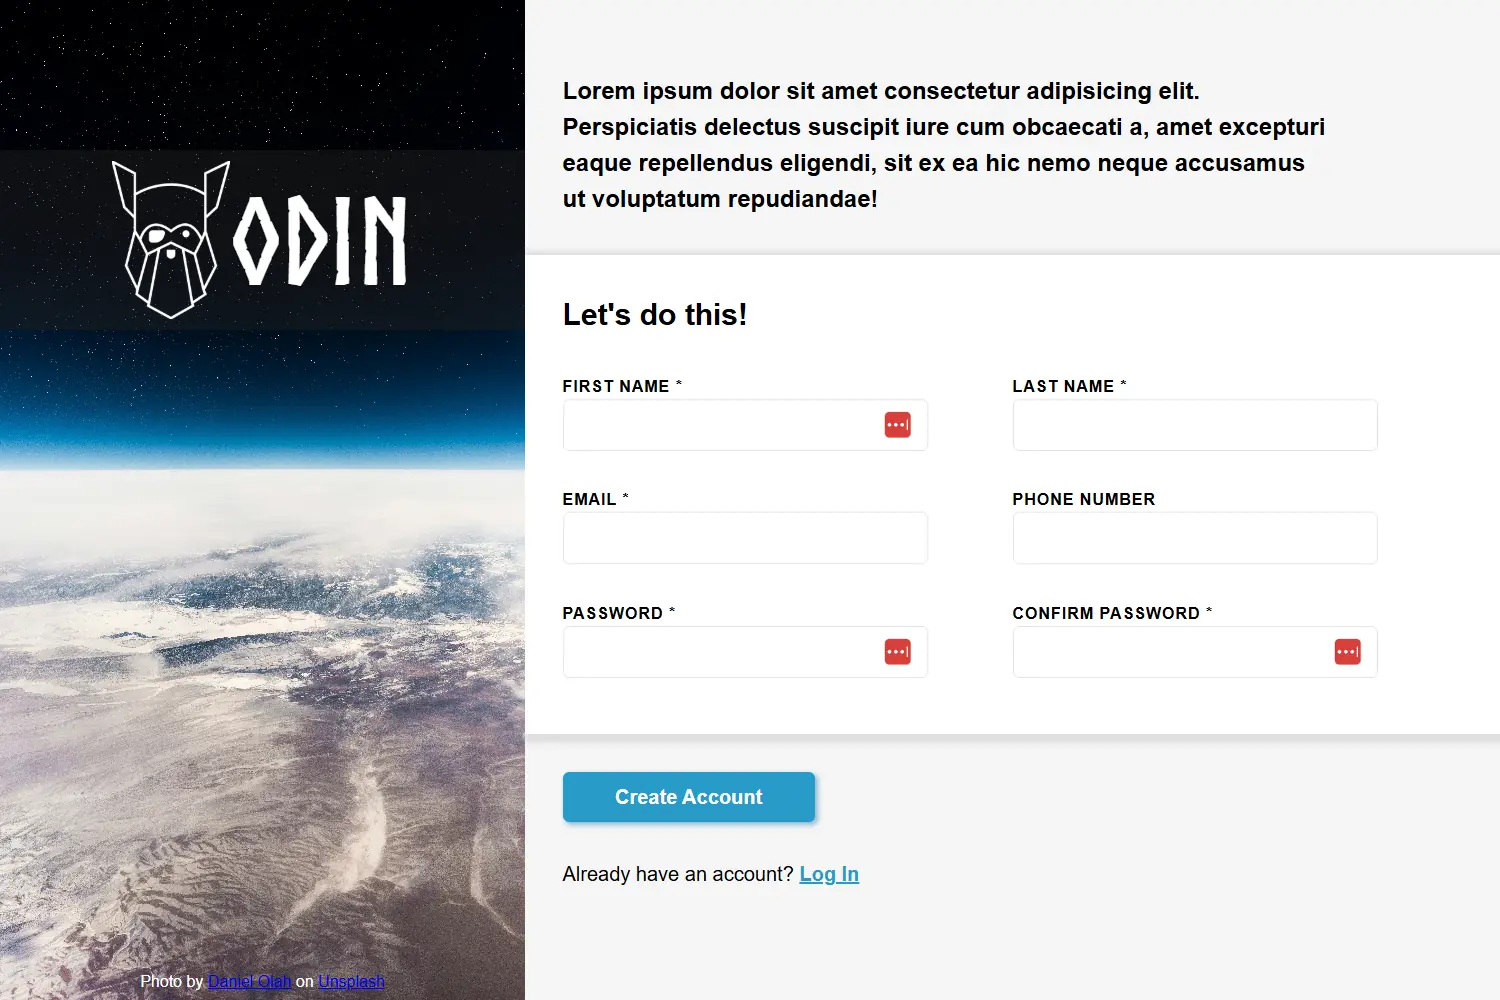 ODIN
Photo by Daniel Olah on Unsplash
Lorem ipsum dolor sit amet consectetur adipisicing elit.
Perspiciatis delectus suscipit iure cum obcaecati a, amet excepturi
eaque repellendus eligendi, sit ex ea hic nemo neque accusamus
ut voluptatum repudiandae!
Let's do this!
FIRST NAME *
LAST NAME *
EMAIL *
PHONE NUMBER
PASSWORD *
CONFIRM PASSWORD *
Create Account
Already have an account? Log In